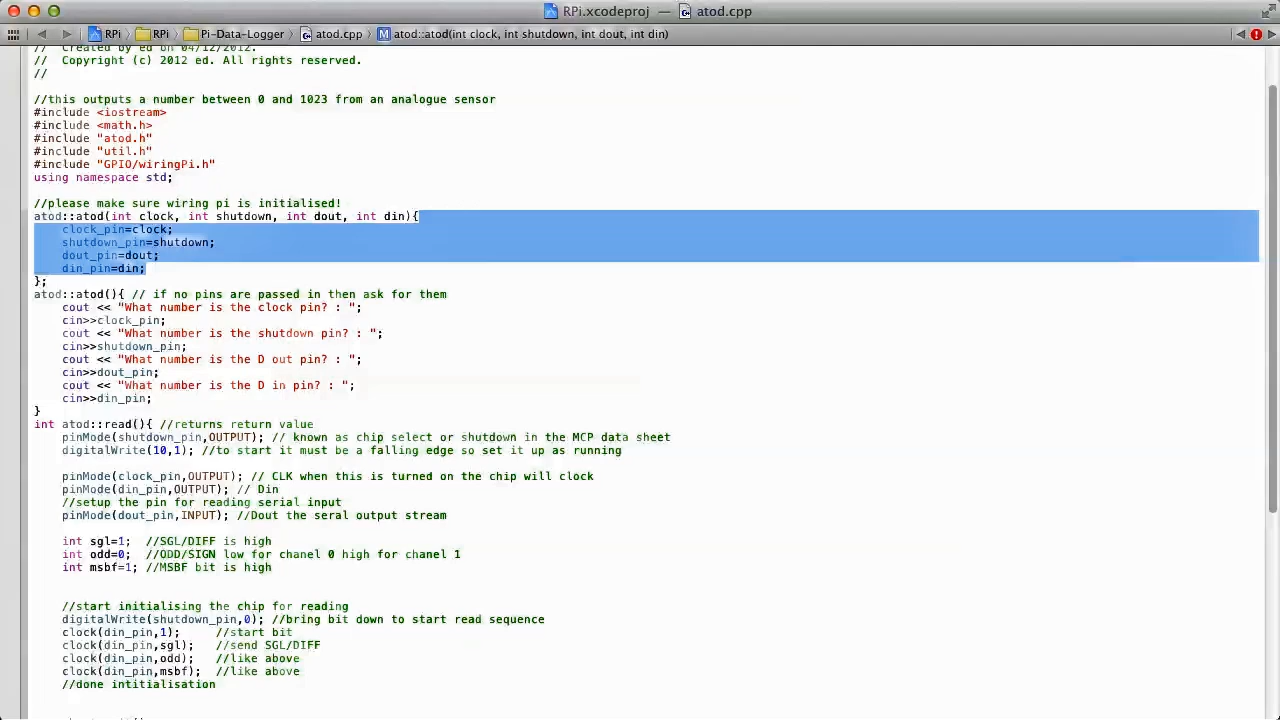 RPi.xcodeproj — atod.cpp
RPi RPi Pi-Data-Logger atod.cpp M atod::atod(int clock, int shutdown, int dout, int din)
// Created by ed on 04/12/2012.
// Copyright (c) 2012 ed. All rights reserved.
//
//this outputs a number between 0 and 1023 from an analogue sensor
#include <iostream>
#include <math.h>
#include "atod.h"
#include "util.h"
#include "GPIO/wiringPi.h"
using namespace std;
//please make sure wiring pi is initialised!
atod::atod(int clock, int shutdown, int dout, int din){
clock_pin=clock;
shutdown_pin=shutdown;
dout_pin=dout;
din_pin=din;
};
atod::atod(){ // if no pins are passed in then ask for them
cout << "What number is the clock pin? : ";
cin>>clock_pin;
cout << "What number is the shutdown pin? : ";
cin>>shutdown_pin;
cout << "What number is the D out pin? : ";
cin>>dout_pin;
cout << "What number is the D in pin? : ";
cin>>din_pin;
}
int atod::read(){ //returns return value
pinMode(shutdown_pin,OUTPUT); // known as chip select or shutdown in the MCP data sheet
digitalWrite(10,1); //to start it must be a falling edge so set it up as running
pinMode(clock_pin,OUTPUT); // CLK when this is turned on the chip will clock
pinMode(din_pin,OUTPUT); // Din
//setup the pin for reading serial input
pinMode(dout_pin,INPUT); //Dout the seral output stream
int sgl=1; //SGL/DIFF is high
int odd=0; //ODD/SIGN low for chanel 0 high for chanel 1
int msbf=1; //MSBF bit is high
//start initialising the chip for reading
digitalWrite(shutdown_pin,0); //bring bit down to start read sequence
clock(din_pin,1); //start bit
clock(din_pin,sgl); //send SGL/DIFF
clock(din_pin,odd); //like above
clock(din_pin,msbf); //like above
//done intitialisation